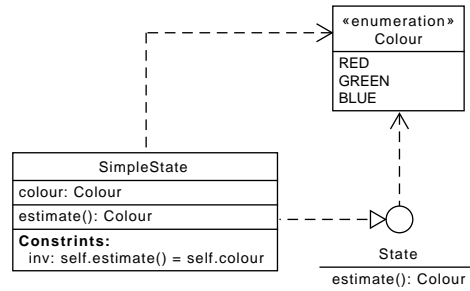 «enumeration»
Colour
RED
GREEN
BLUE
SimpleState
colour: Colour
estimate(): Colour
Constrints:
inv: self.estimate() = self.colour
State
estimate(): Colour